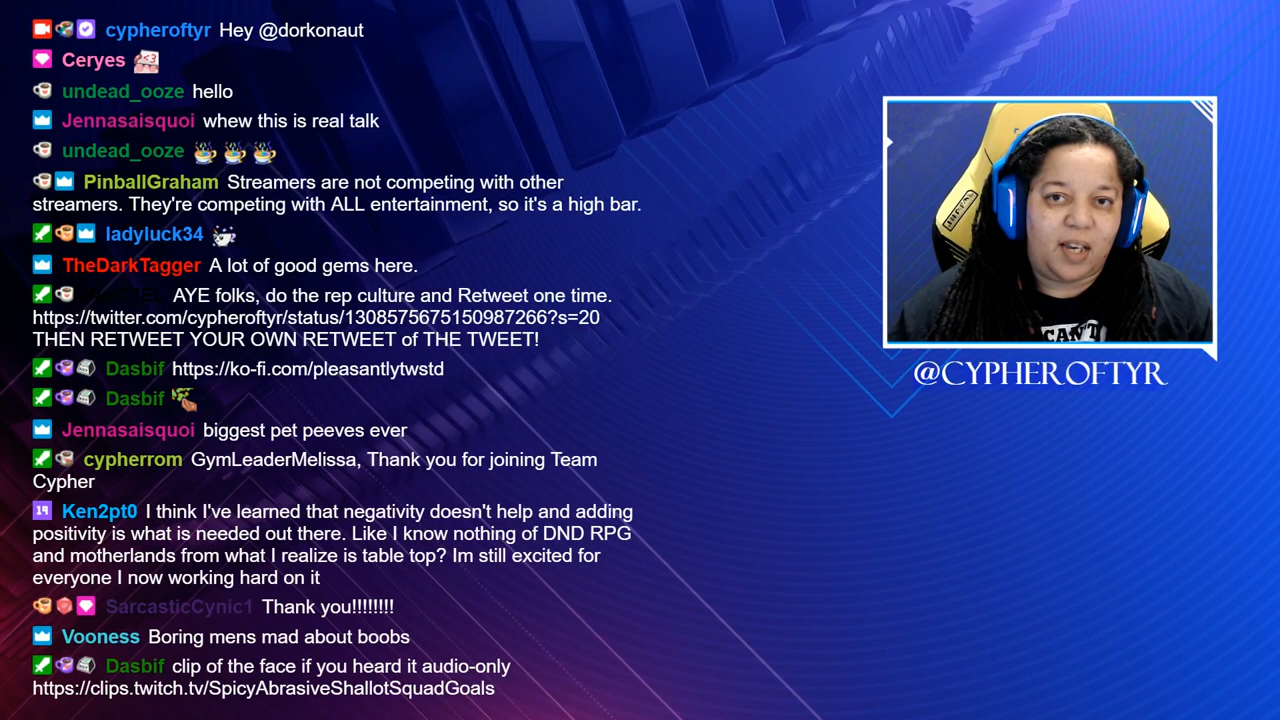 cypheroftyr Hey @dorkonaut
Ceryes
undead_ooze hello
Jennasaisquoi whew this is real talk
undead_ooze
PinballGraham Streamers are not competing with other
streamers. They're competing with ALL entertainment, so it's a high bar.
ladyluck34
TheDarkTagger A lot of good gems here.
AYE folks, do the rep culture and Retweet one time.
https://twitter.com/cypheroftyr/status/1308575675150987266?s=20
THEN RETWEET YOUR OWN RETWEET of THE TWEET!
Dasbif https://ko-fi.com/pleasantlytwstd
Dasbif
Jennasaisquoi biggest pet peeves ever
cypherrom GymLeaderMelissa, Thank you for joining Team
Cypher
19 Ken2pt0 I think I've learned that negativity doesn't help and adding
positivity is what is needed out there. Like I know nothing of DND RPG
and motherlands from what I realize is table top? Im still excited for
everyone I now working hard on it
SarcasticCynic1 Thank you!!!!!!!!
Vooness Boring mens mad about boobs
Dasbif clip of the face if you heard it audio-only
https://clips.twitch.tv/SpicyAbrasiveShallotSquadGoals
CAN'T
@CYPHEROFTYR